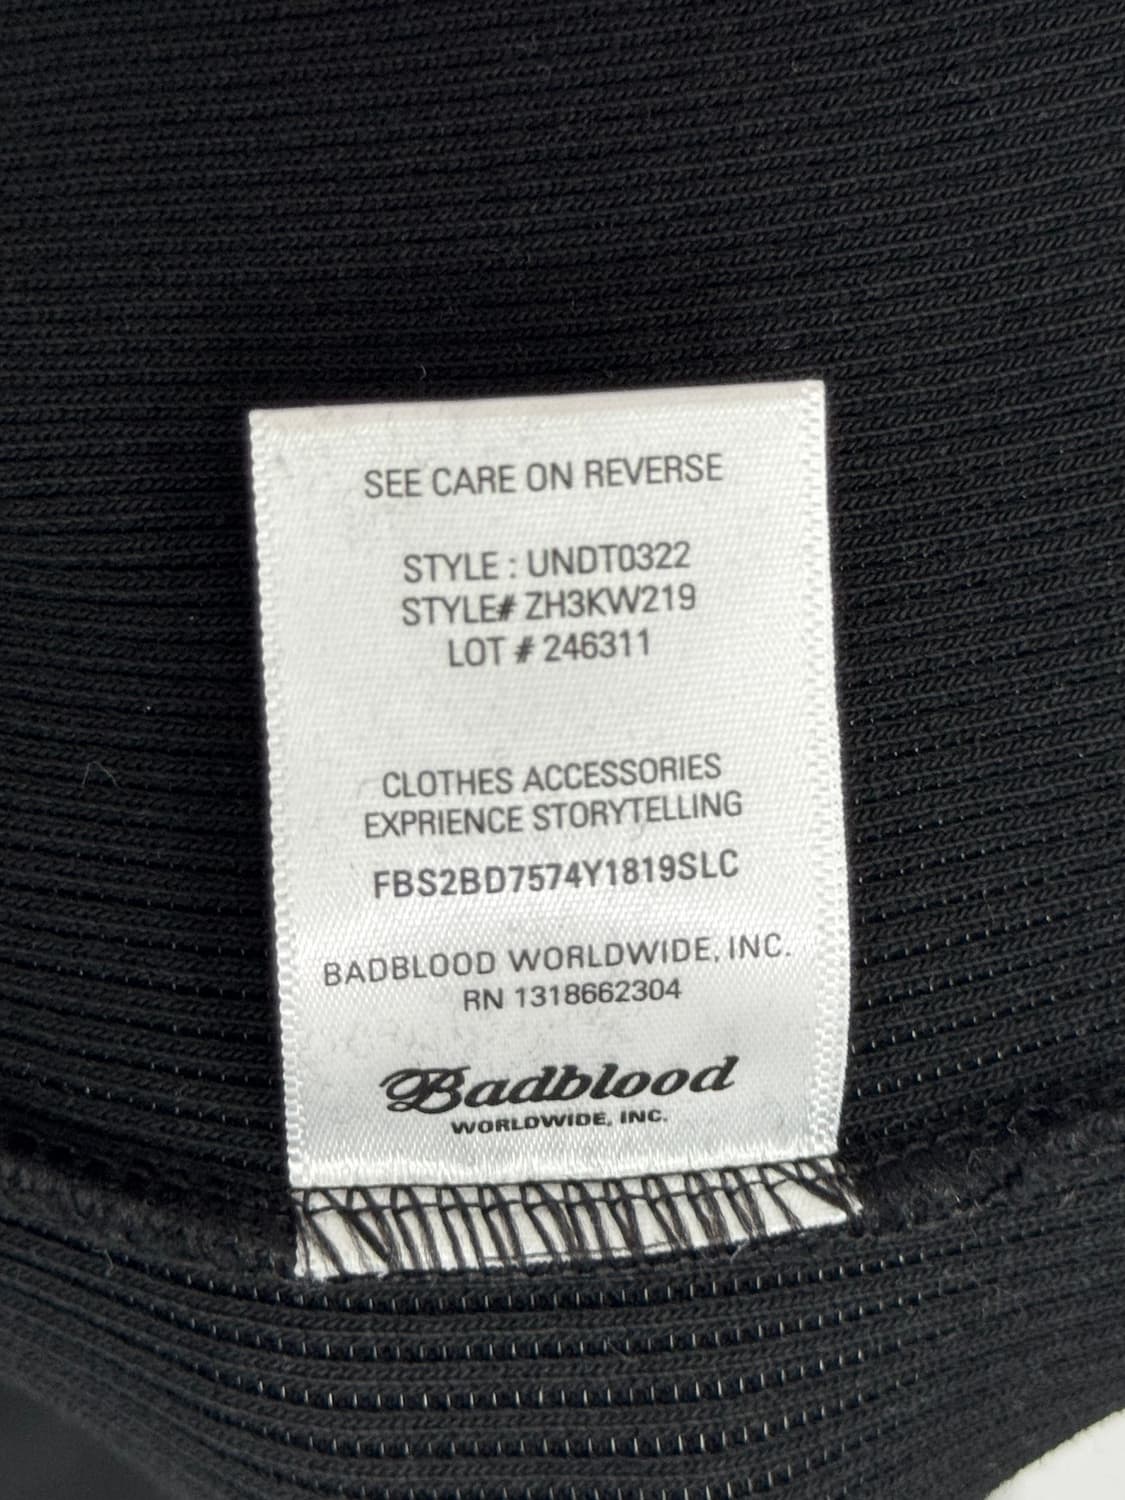 SEE CARE ON REVERSE
STYLE : UNDT0322
STYLE# ZH3KW219
LOT # 246311
CLOTHES ACCESSORIES
EXPRIENCE STORYTELLING
FBS2BD7574Y1819SLC
BADBLOOD WORLDWIDE, INC.
RN 1318662304
Badblood
WORLDWIDE, INC.